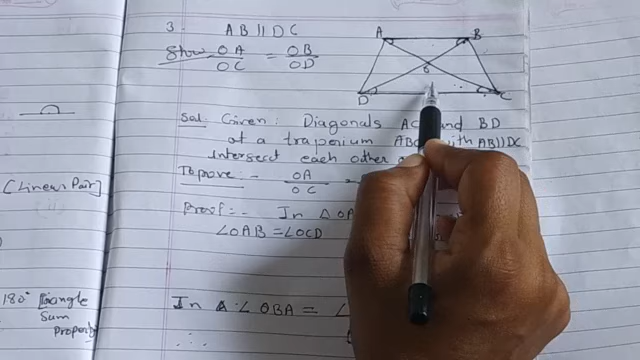 3. AB || DC
Show OA/OC = OB/OD
A B
O
D C
Sol: Given: Diagonals AC and BD
of a trapezium ABCD with AB||DC
intersect each other
[Linear Pair]
To prove:- OA/OC =
Proof:- In △OA
∠OAB = ∠OCD
180° [Triangle
Sum
Property
In ∠OBA = ∠
∴